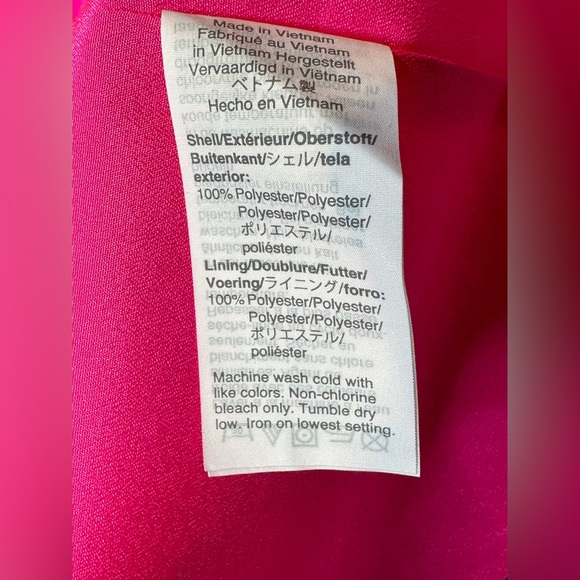 Made in Vietnam
Fabriqué au Vietnam
in Vietnam Hergestellt
Vervaardigd in Viëtnam
ベトナム製
Hecho en Vietnam
Shell/Extérieur/Oberstoff/
Buitenkant/シェル/tela
exterior:
100% Polyester/Polyester/
Polyester/Polyester/
ポリエステル/
poliéster
Lining/Doublure/Futter/
Voering/ライニング/forro:
100% Polyester/Polyester/
Polyester/Polyester/
ポリエステル/
poliéster
Machine wash cold with
like colors. Non-chlorine
bleach only. Tumble dry
low. Iron on lowest setting.